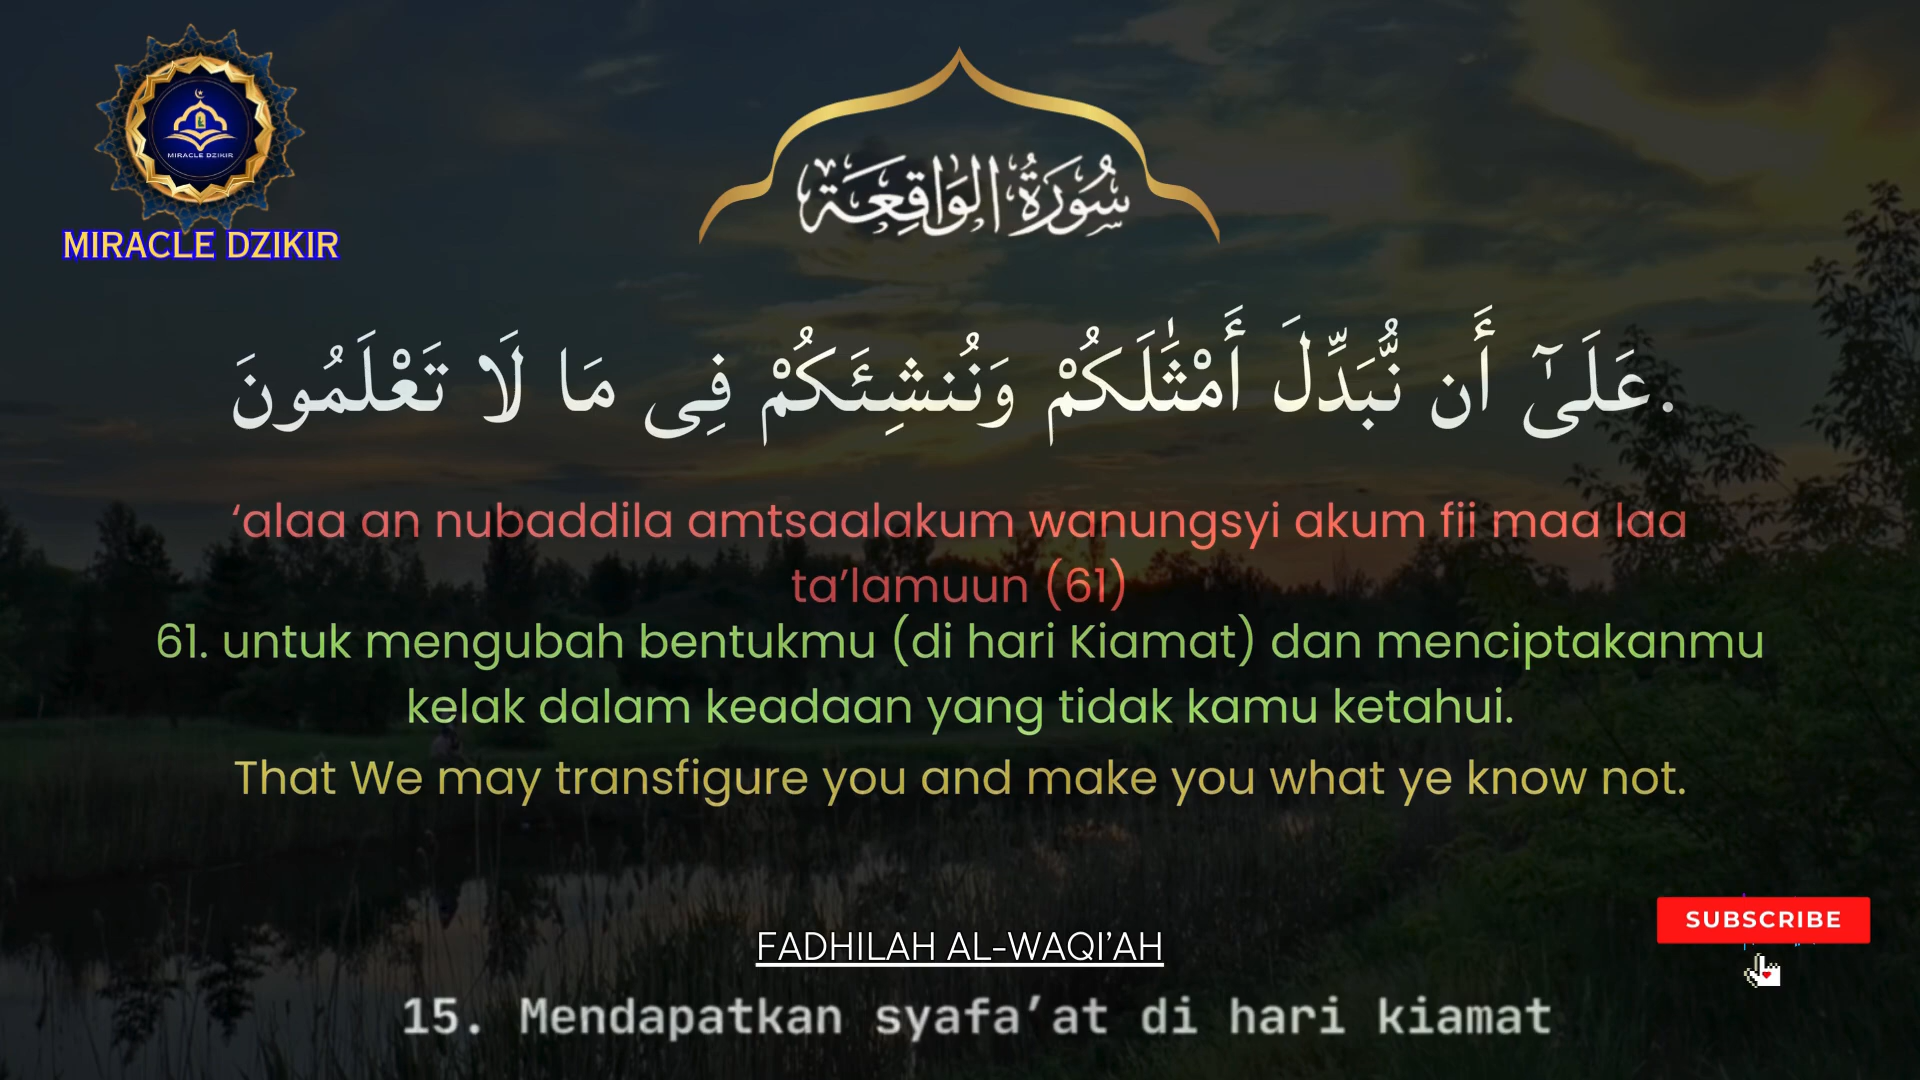 MIRACLE DZIKIR
MIRACLE DZIKIR
سُورَةُ الوَاقِعَة
عَلَىٰٓ أَن نُّبَدِّلَ أَمْثَٰلَكُمْ وَنُنشِئَكُمْ فِى مَا لَا تَعْلَمُونَ.
‘alaa an nubaddila amtsaalakum wanungsyi akum fii maa laa
ta’lamuun (61)
61. untuk mengubah bentukmu (di hari Kiamat) dan menciptakanmu
kelak dalam keadaan yang tidak kamu ketahui.
That We may transfigure you and make you what ye know not.
SUBSCRIBE
FADHILAH AL-WAQI’AH
15. Mendapatkan syafa’at di hari kiamat